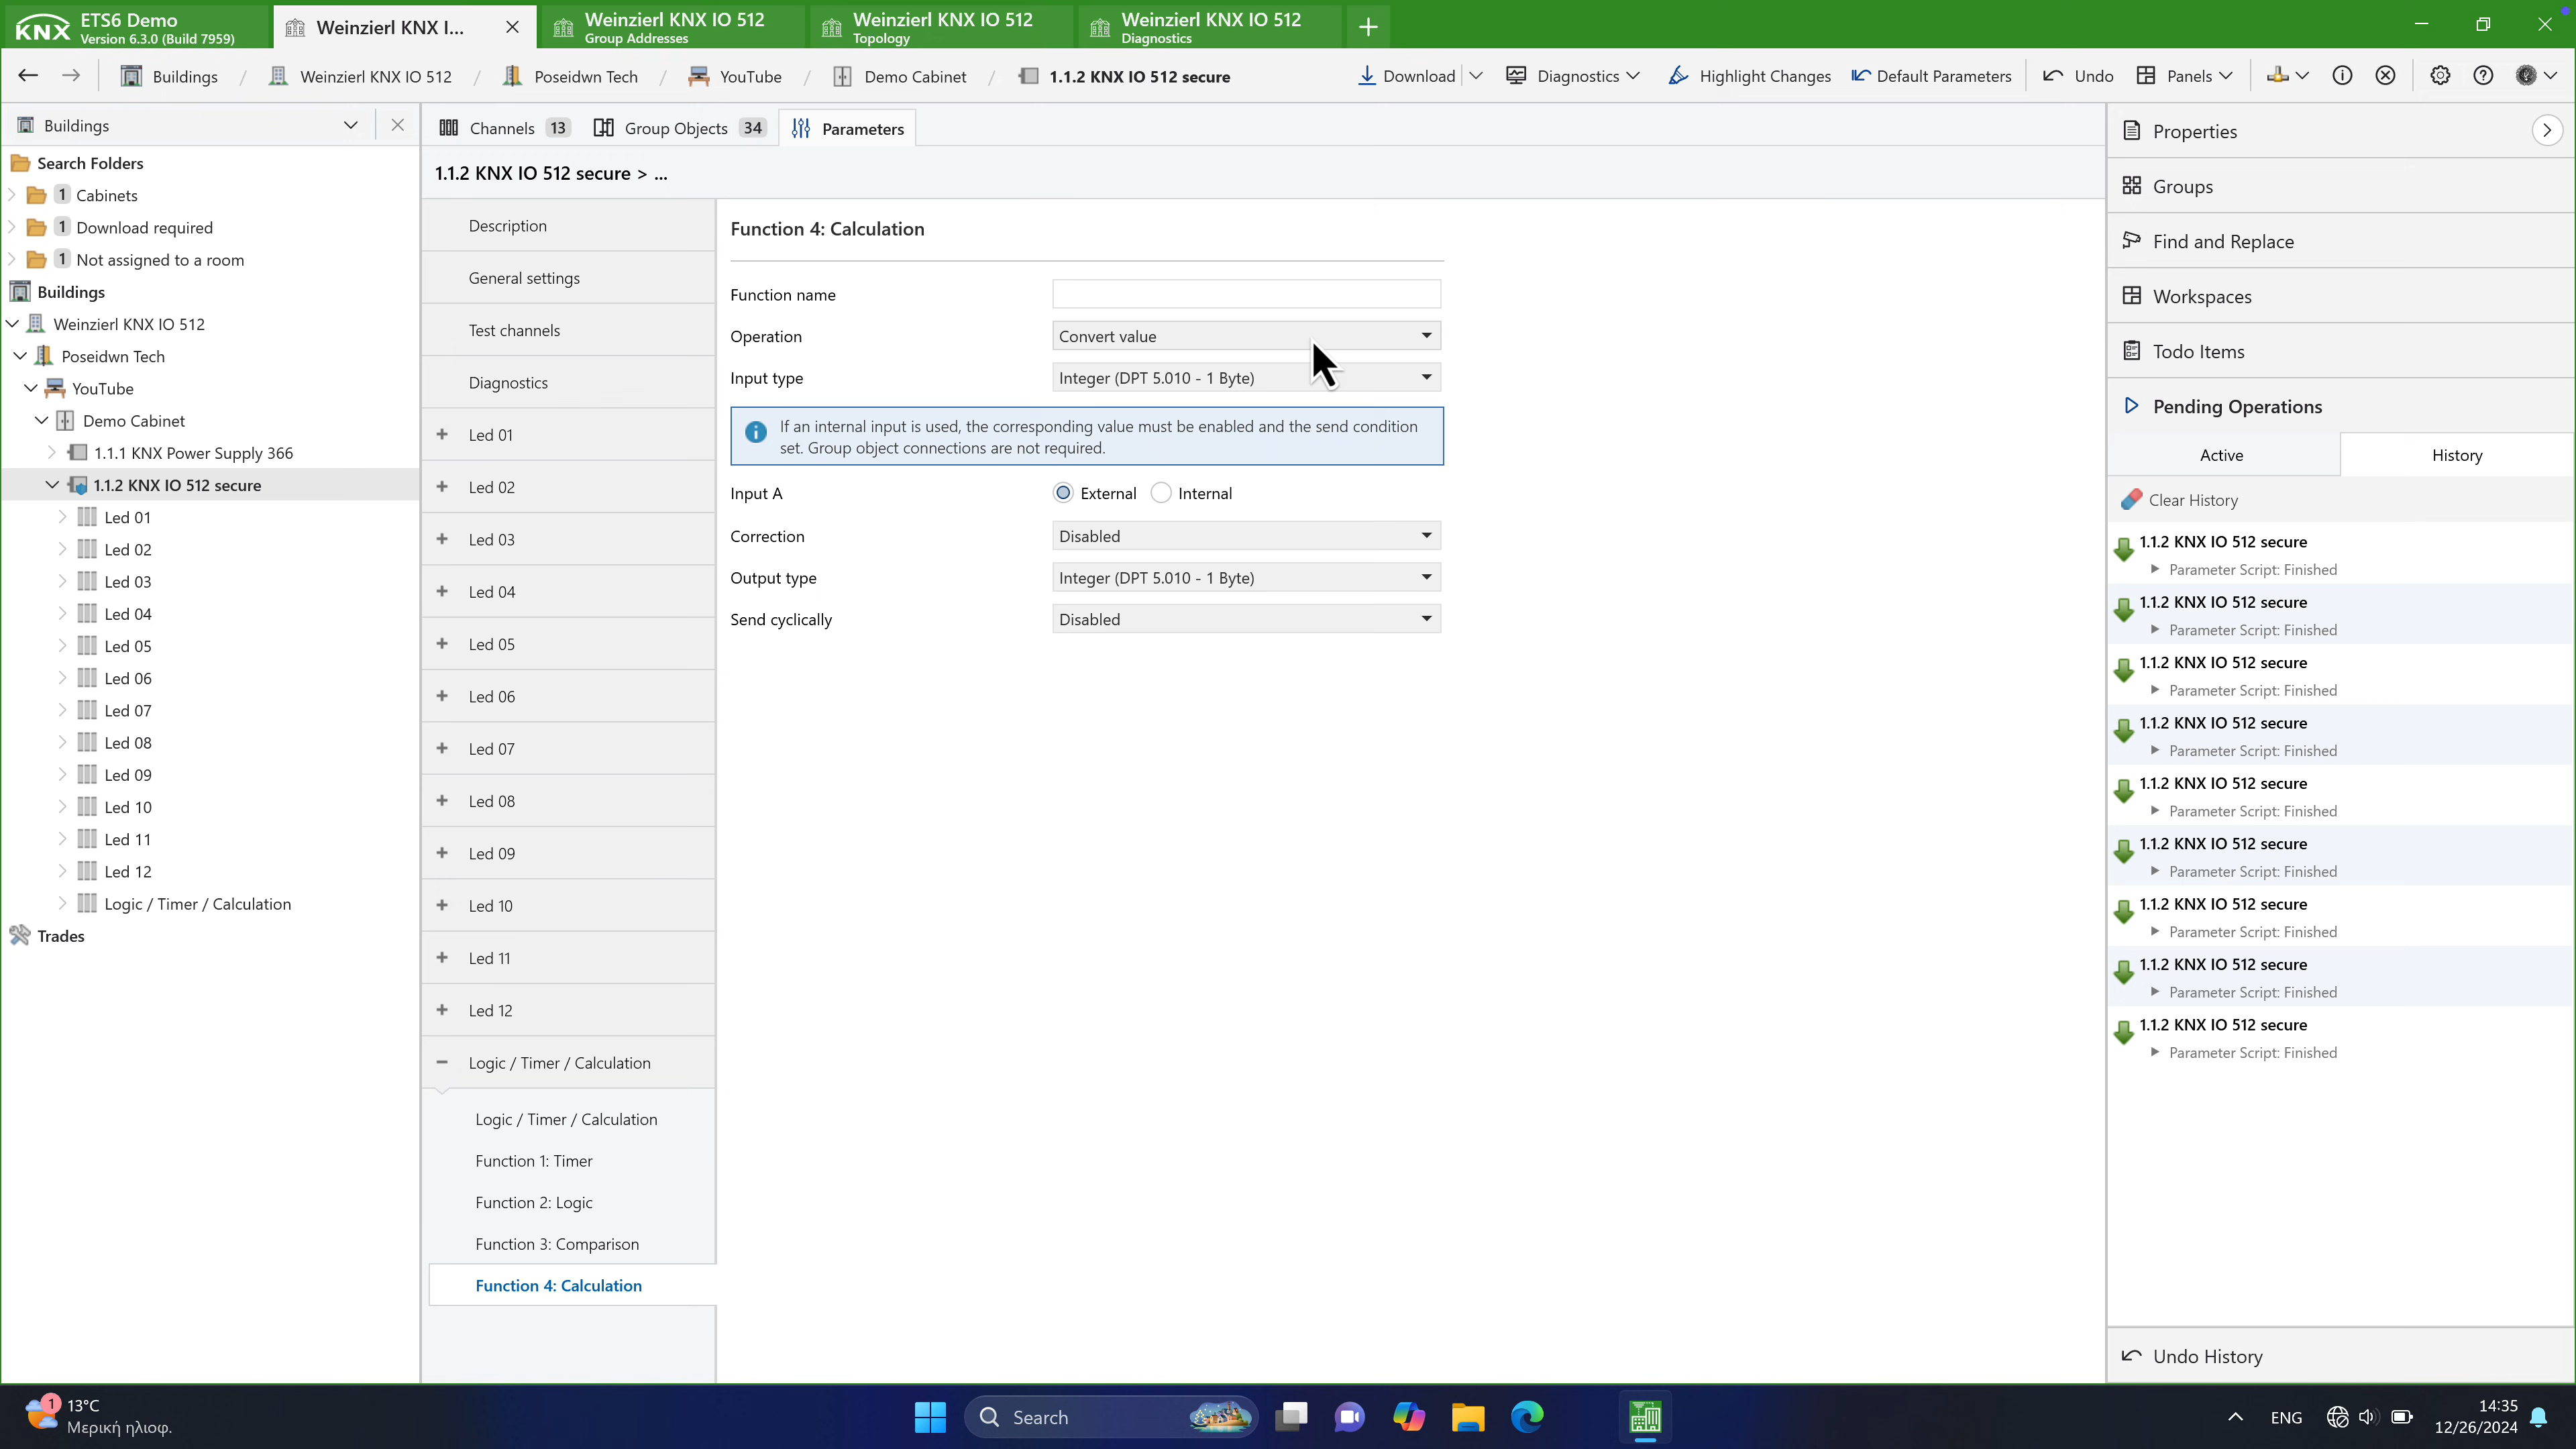 KNX
ETS6 Demo
Version 6.3.0 (Build 7959)
Weinzierl KNX I...
Weinzierl KNX IO 512
Group Addresses
Weinzierl KNX IO 512
Topology
Weinzierl KNX IO 512
Diagnostics
Buildings / Weinzierl KNX IO 512 / Poseidwn Tech / YouTube / Demo Cabinet / 1.1.2 KNX IO 512 secure
Download
Diagnostics
Highlight Changes
Default Parameters
Undo
Panels
Buildings
Search Folders
1 Cabinets
1 Download required
1 Not assigned to a room
Buildings
Weinzierl KNX IO 512
Poseidwn Tech
YouTube
Demo Cabinet
1.1.1 KNX Power Supply 366
1.1.2 KNX IO 512 secure
Led 01
Led 02
Led 03
Led 04
Led 05
Led 06
Led 07
Led 08
Led 09
Led 10
Led 11
Led 12
Logic / Timer / Calculation
Trades
Channels 13
Group Objects 34
Parameters
1.1.2 KNX IO 512 secure > ...
Description
General settings
Test channels
Diagnostics
+ Led 01
+ Led 02
+ Led 03
+ Led 04
+ Led 05
+ Led 06
+ Led 07
+ Led 08
+ Led 09
+ Led 10
+ Led 11
+ Led 12
− Logic / Timer / Calculation
Logic / Timer / Calculation
Function 1: Timer
Function 2: Logic
Function 3: Comparison
Function 4: Calculation
Function 4: Calculation
Function name
Operation Convert value
Input type Integer (DPT 5.010 - 1 Byte)
If an internal input is used, the corresponding value must be enabled and the send condition
set. Group object connections are not required.
Input A External Internal
Correction Disabled
Output type Integer (DPT 5.010 - 1 Byte)
Send cyclically Disabled
Properties
Groups
Find and Replace
Workspaces
Todo Items
Pending Operations
Active History
Clear History
1.1.2 KNX IO 512 secure
Parameter Script: Finished
1.1.2 KNX IO 512 secure
Parameter Script: Finished
1.1.2 KNX IO 512 secure
Parameter Script: Finished
1.1.2 KNX IO 512 secure
Parameter Script: Finished
1.1.2 KNX IO 512 secure
Parameter Script: Finished
1.1.2 KNX IO 512 secure
Parameter Script: Finished
1.1.2 KNX IO 512 secure
Parameter Script: Finished
1.1.2 KNX IO 512 secure
Parameter Script: Finished
1.1.2 KNX IO 512 secure
Parameter Script: Finished
Undo History
1
13°C
Μερική ηλιοφ.
Search
ENG
14:35
12/26/2024